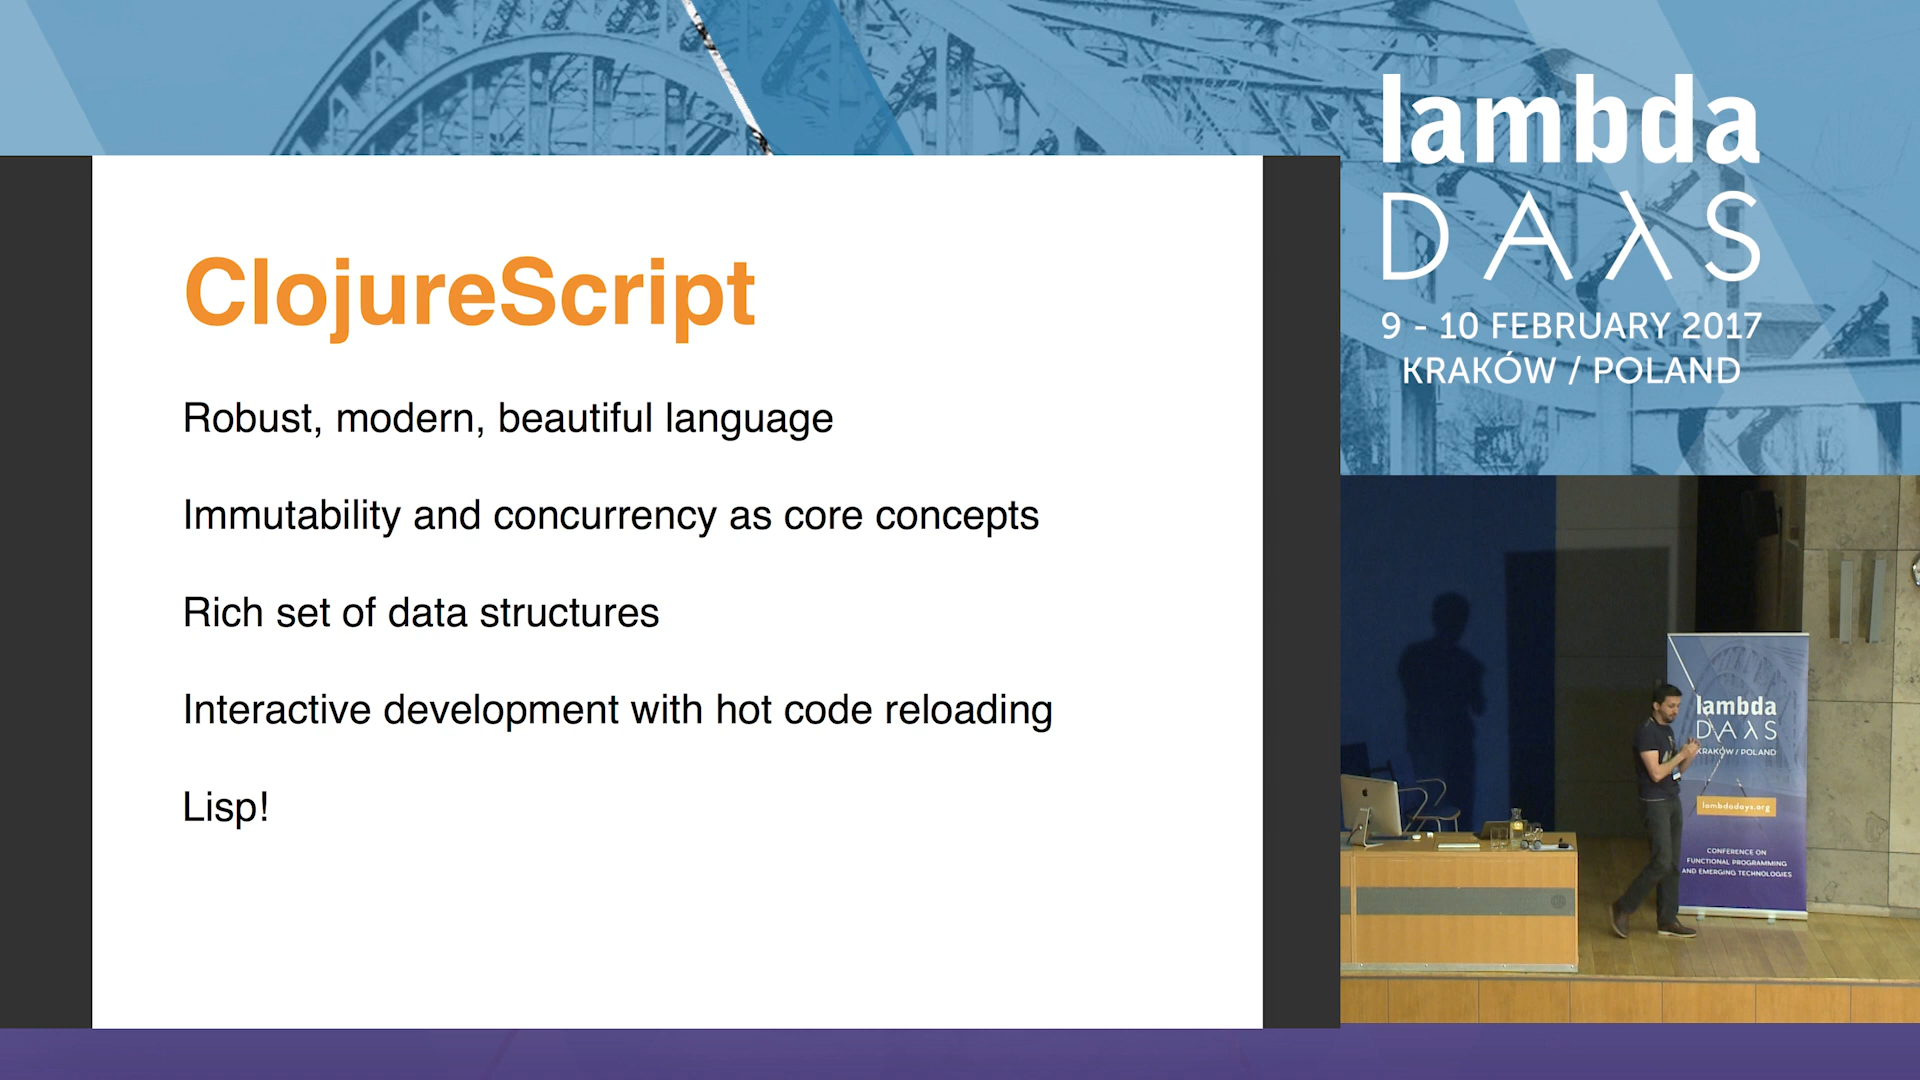 ClojureScript
Robust, modern, beautiful language
Immutability and concurrency as core concepts
Rich set of data structures
Interactive development with hot code reloading
Lisp!
lambda
DAλS
9 - 10 FEBRUARY 2017
KRAKÓW / POLAND
lambda
DAλS
KRAKÓW / POLAND
lambdadays.org
CONFERENCE ON
FUNCTIONAL PROGRAMMING
AND EMERGING TECHNOLOGIES